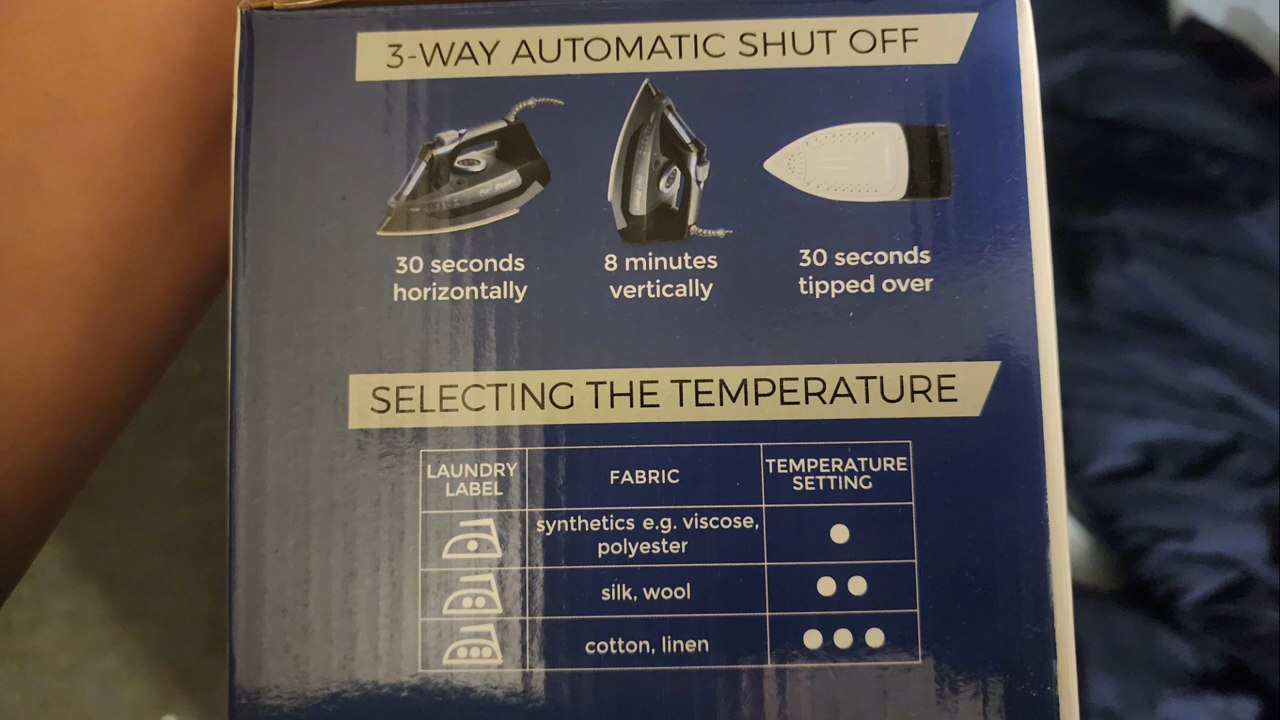 3-WAY AUTOMATIC SHUT OFF
30 seconds
horizontally
8 minutes
vertically
30 seconds
tipped over
SELECTING THE TEMPERATURE
LAUNDRY
LABEL
FABRIC
TEMPERATURE
SETTING
synthetics e.g. viscose,
polyester
silk, wool
cotton, linen